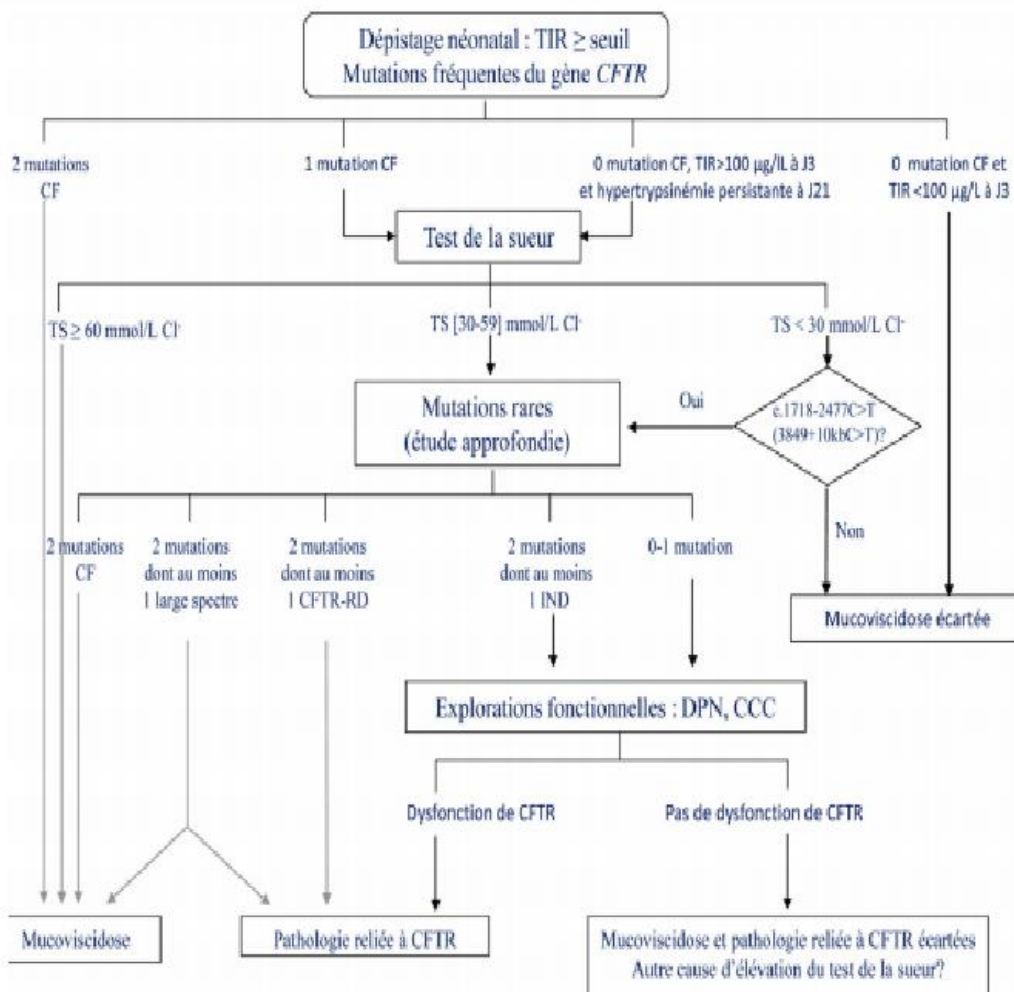 Dépistage néonatal : TIR ≥ seuil
Mutations fréquentes du gène CFTR
2 mutations
CF
1 mutation CF
0 mutation CF, TIR>100 µg/lL à J3
et hypertrypsinémie persistante à J21
0 mutation CF et
TIR <100 µg/L à J3
Test de la sueur
TS ≥ 60 mmol/L Cl-
TS [30-59] mmol/L Cl-
TS < 30 mmol/L Cl-
Mutations rares
(étude approfondie)
Oui
c.1718-2477C>T
(3849+10kbC>T)?
Non
2 mutations
CF
2 mutations
dont au moins
1 large spectre
2 mutations
dont au moins
1 CFTR-RD
2 mutations
dont au moins
1 IND
0-1 mutation
Mucoviscidose écartée
Explorations fonctionnelles : DPN, CCC
Dysfonction de CFTR
Pas de dysfonction de CFTR
Mucoviscidose
Pathologie reliée à CFTR
Mucoviscidose et pathologie reliée à CFTR écartées
Autre cause d'élévation du test de la sueur?